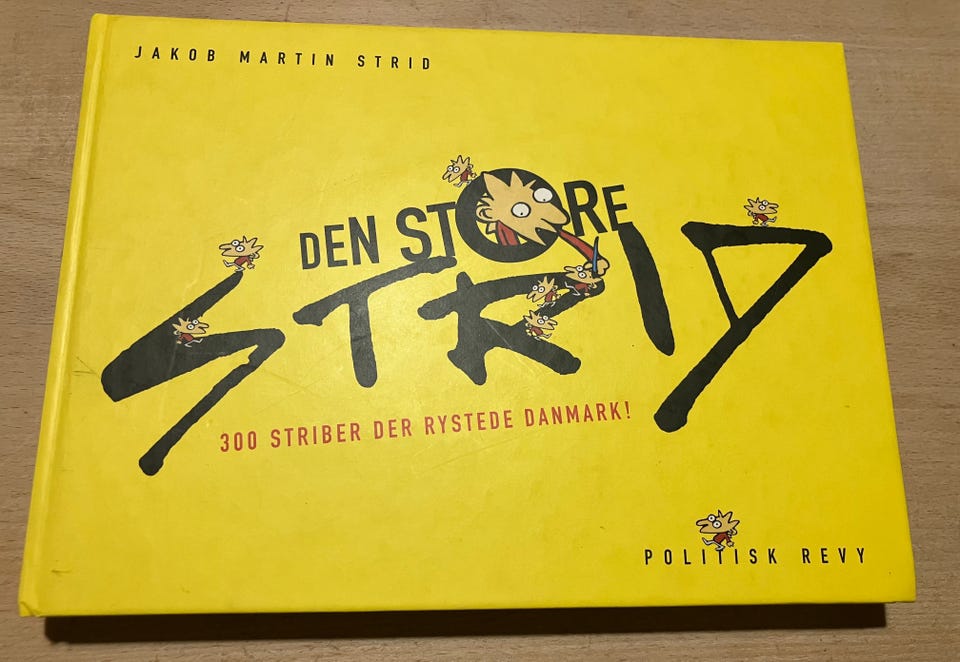 JAKOB MARTIN STRID
DEN STORE
STRID
300 STRIBER DER RYSTEDE DANMARK!
POLITISK REVY